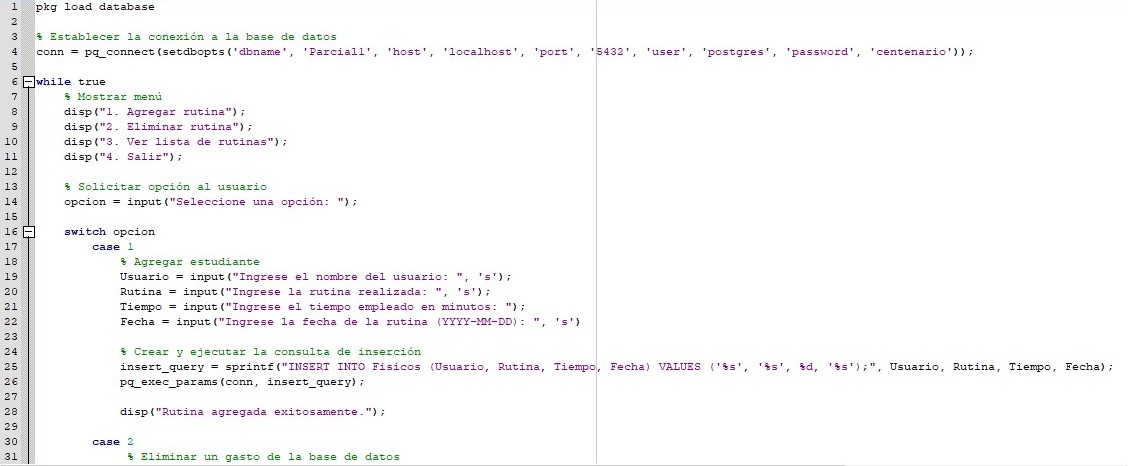 1 pkg load database
2
3 % Establecer la conexión a la base de datos
4 conn = pq_connect(setdbopts('dbname', 'Parcial1', 'host', 'localhost', 'port', '5432', 'user', 'postgres', 'password', 'centenario'));
5
6 while true
7 % Mostrar menú
8 disp("1. Agregar rutina");
9 disp("2. Eliminar rutina");
10 disp("3. Ver lista de rutinas");
11 disp("4. Salir");
12
13 % Solicitar opción al usuario
14 opcion = input("Seleccione una opción: ");
15
16 switch opcion
17 case 1
18 % Agregar estudiante
19 Usuario = input("Ingrese el nombre del usuario: ", 's');
20 Rutina = input("Ingrese la rutina realizada: ", 's');
21 Tiempo = input("Ingrese el tiempo empleado en minutos: ");
22 Fecha = input("Ingrese la fecha de la rutina (YYYY-MM-DD): ", 's')
23
24 % Crear y ejecutar la consulta de inserción
25 insert_query = sprintf("INSERT INTO Fisicos (Usuario, Rutina, Tiempo, Fecha) VALUES ('%s', '%s', %d, '%s');", Usuario, Rutina, Tiempo, Fecha);
26 pq_exec_params(conn, insert_query);
27
28 disp("Rutina agregada exitosamente.");
29
30 case 2
31 % Eliminar un gasto de la base de datos